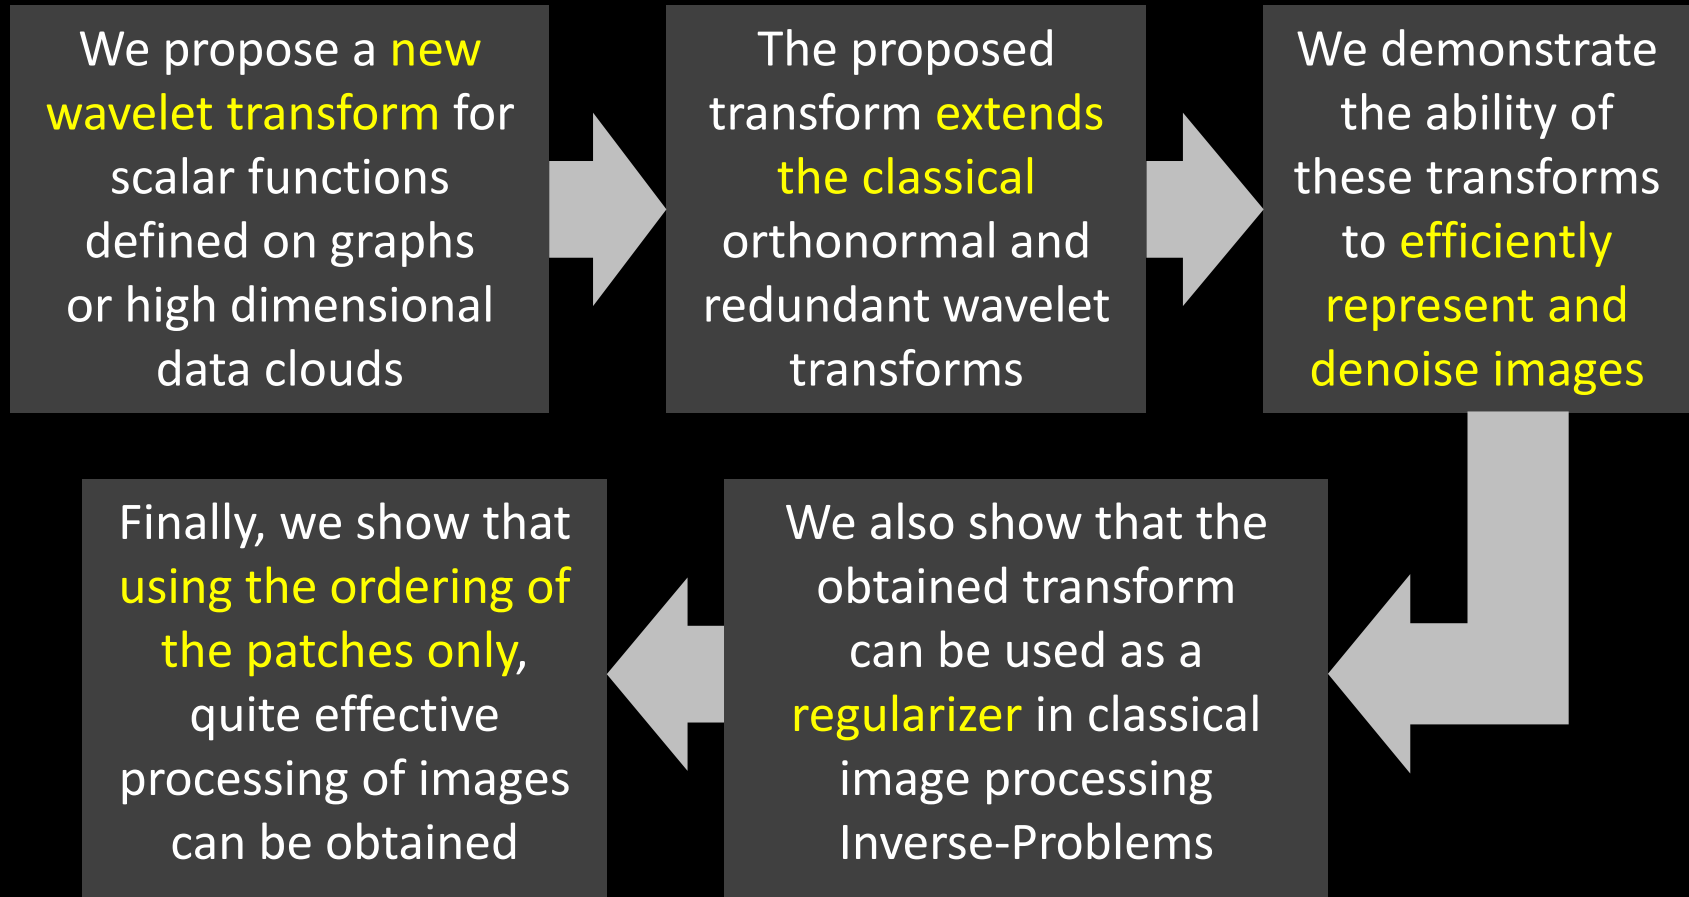 We propose a new
wavelet transform for
scalar functions
defined on graphs
or high dimensional
data clouds
The proposed
transform extends
the classical
orthonormal and
redundant wavelet
transforms
We demonstrate
the ability of
these transforms
to efficiently
represent and
denoise images
We also show that the
obtained transform
can be used as a
regularizer in classical
image processing
Inverse-Problems
Finally, we show that
using the ordering of
the patches only,
quite effective
processing of images
can be obtained